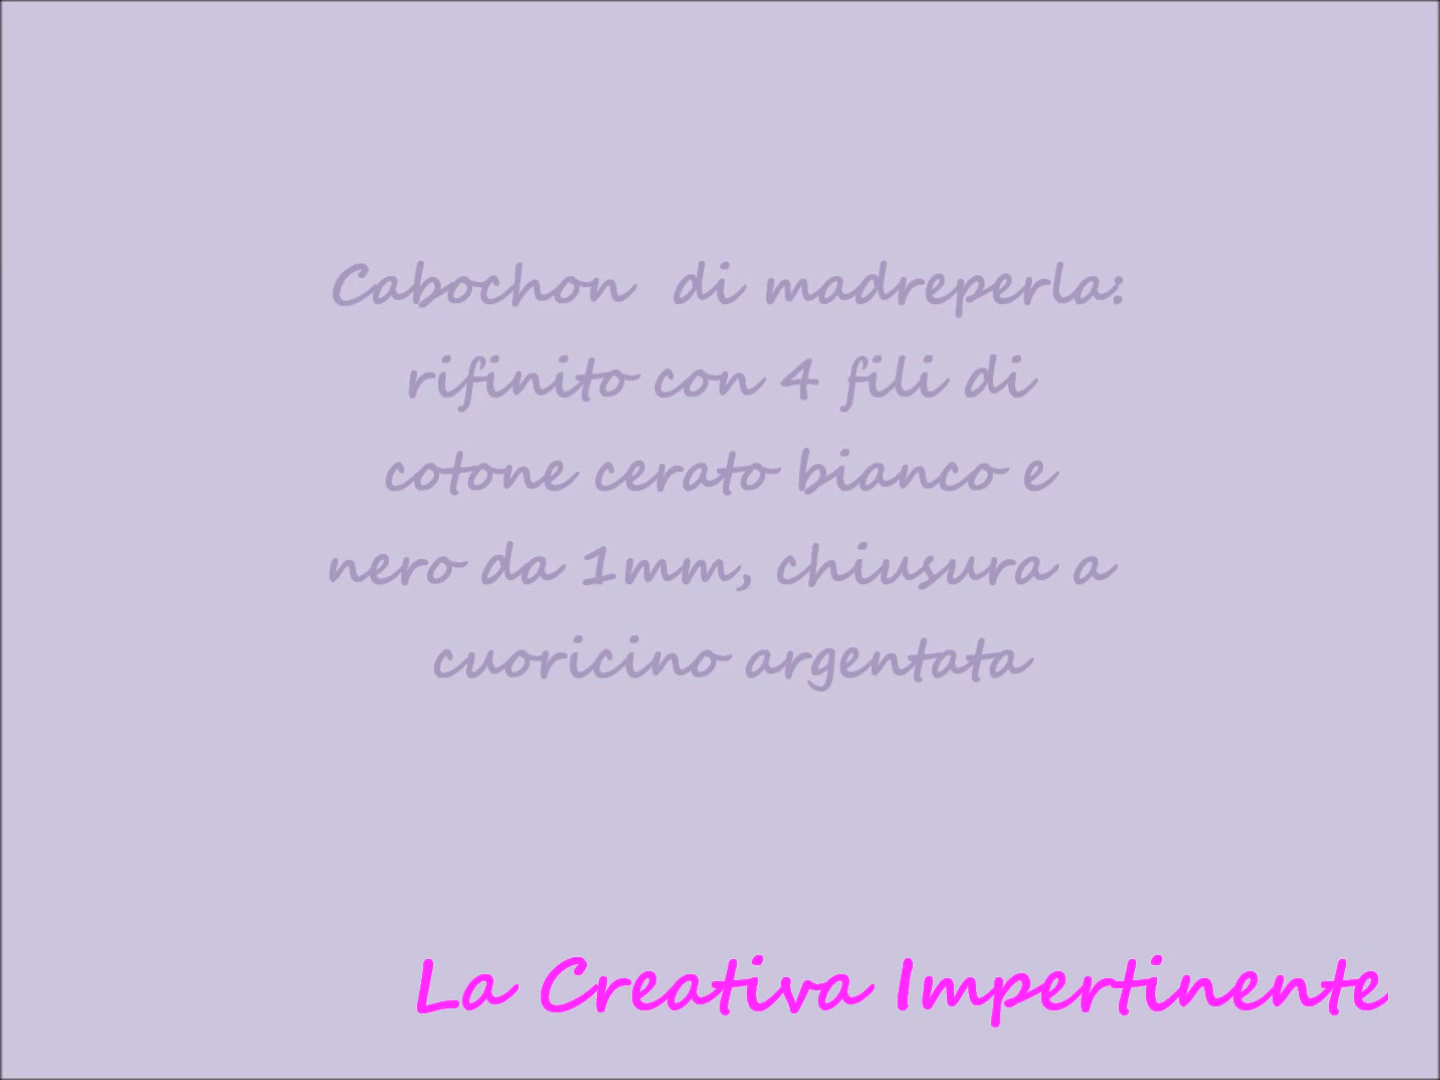 Cabochon di madreperla:
rifinito con 4 fili di
cotone cerato bianco e
nero da 1mm, chiusura a
cuoricino argentata
La Creativa Impertinente